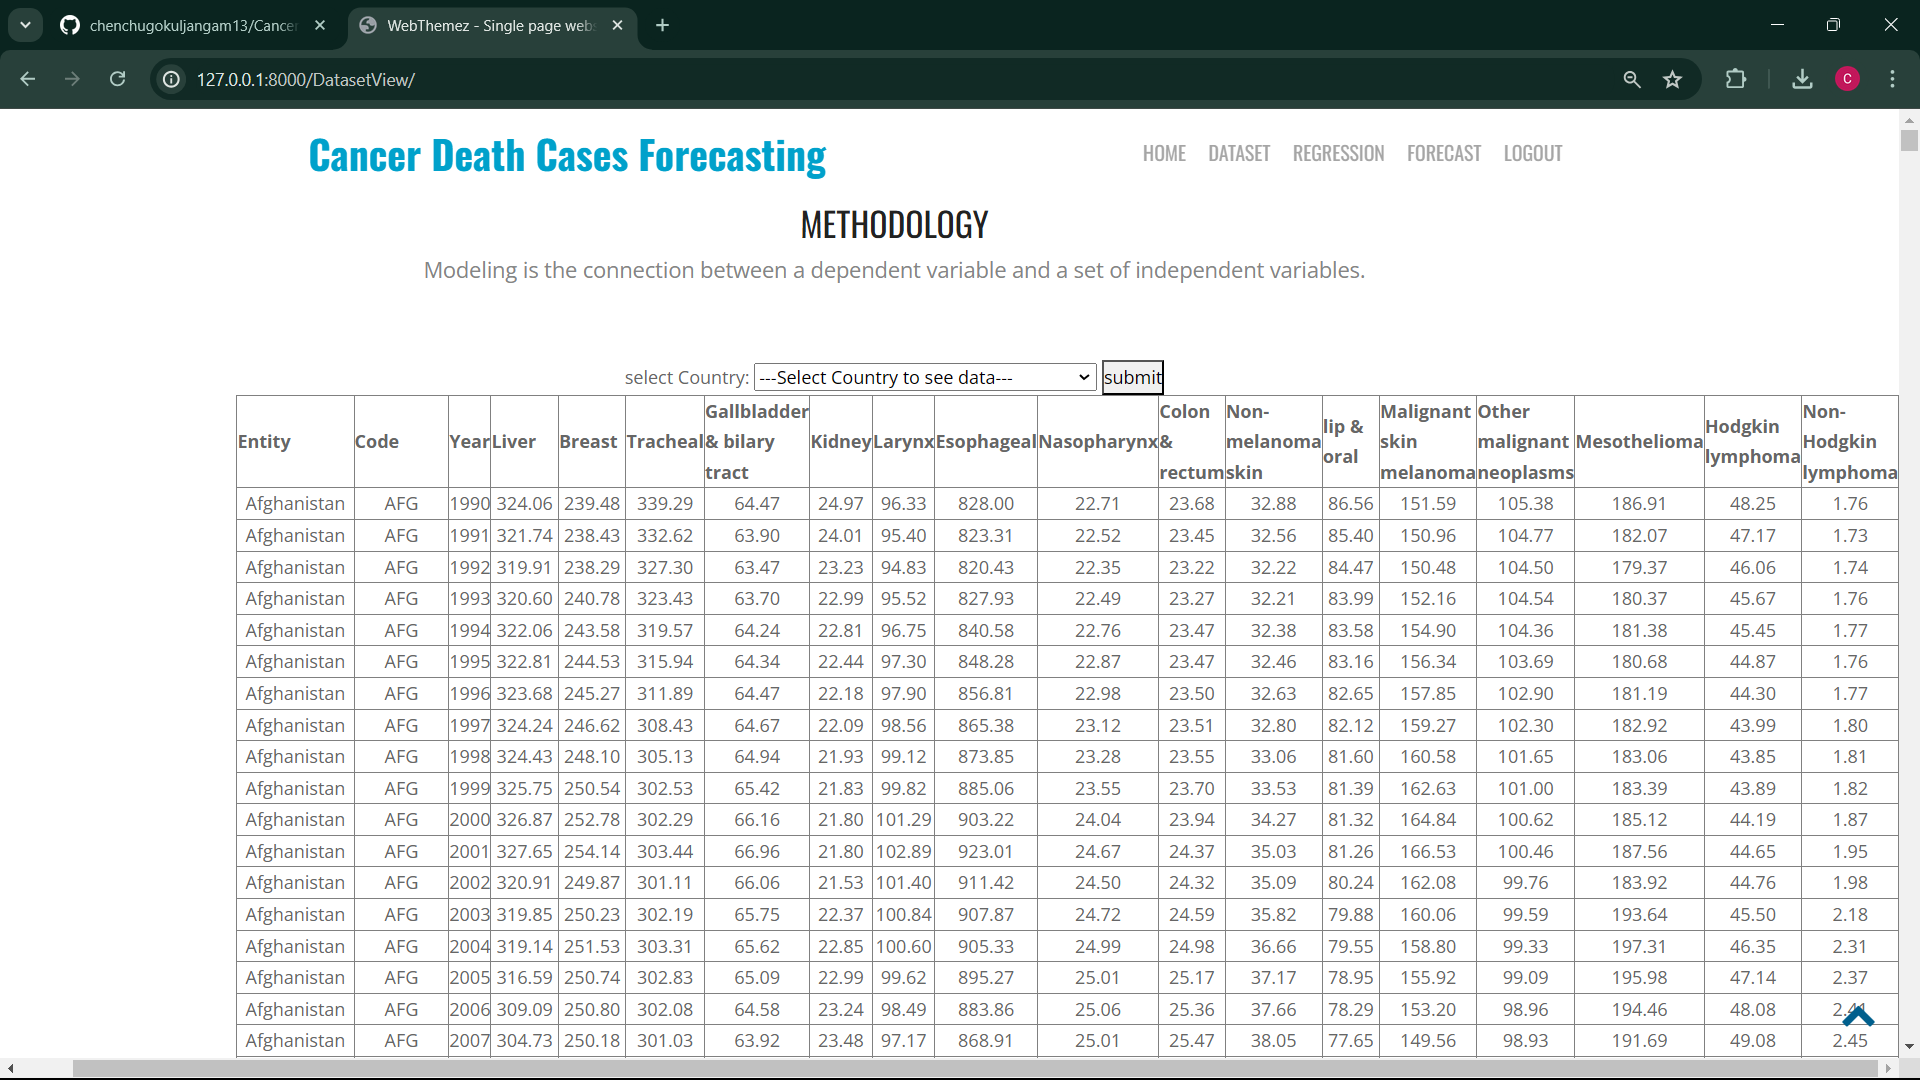 chenchugokuljangam13/Cancer
WebThemez - Single page webs
127.0.0.1:8000/DatasetView/
C
Cancer Death Cases Forecasting
HOME DATASET REGRESSION FORECAST LOGOUT
METHODOLOGY
Modeling is the connection between a dependent variable and a set of independent variables.
select Country: ---Select Country to see data--- submit
Entity Code Year Liver Breast Tracheal Gallbladder & bilary tract Kidney Larynx Esophageal Nasopharynx Colon & rectum Non-melanoma skin lip & oral Malignant skin melanoma Other malignant neoplasms Mesothelioma Hodgkin lymphoma Non-Hodgkin lymphoma
Afghanistan AFG 1990 324.06 239.48 339.29 64.47 24.97 96.33 828.00 22.71 23.68 32.88 86.56 151.59 105.38 186.91 48.25 1.76
Afghanistan AFG 1991 321.74 238.43 332.62 63.90 24.01 95.40 823.31 22.52 23.45 32.56 85.40 150.96 104.77 182.07 47.17 1.73
Afghanistan AFG 1992 319.91 238.29 327.30 63.47 23.23 94.83 820.43 22.35 23.22 32.22 84.47 150.48 104.50 179.37 46.06 1.74
Afghanistan AFG 1993 320.60 240.78 323.43 63.70 22.99 95.52 827.93 22.49 23.27 32.21 83.99 152.16 104.54 180.37 45.67 1.76
Afghanistan AFG 1994 322.06 243.58 319.57 64.24 22.81 96.75 840.58 22.76 23.47 32.38 83.58 154.90 104.36 181.38 45.45 1.77
Afghanistan AFG 1995 322.81 244.53 315.94 64.34 22.44 97.30 848.28 22.87 23.47 32.46 83.16 156.34 103.69 180.68 44.87 1.76
Afghanistan AFG 1996 323.68 245.27 311.89 64.47 22.18 97.90 856.81 22.98 23.50 32.63 82.65 157.85 102.90 181.19 44.30 1.77
Afghanistan AFG 1997 324.24 246.62 308.43 64.67 22.09 98.56 865.38 23.12 23.51 32.80 82.12 159.27 102.30 182.92 43.99 1.80
Afghanistan AFG 1998 324.43 248.10 305.13 64.94 21.93 99.12 873.85 23.28 23.55 33.06 81.60 160.58 101.65 183.06 43.85 1.81
Afghanistan AFG 1999 325.75 250.54 302.53 65.42 21.83 99.82 885.06 23.55 23.70 33.53 81.39 162.63 101.00 183.39 43.89 1.82
Afghanistan AFG 2000 326.87 252.78 302.29 66.16 21.80 101.29 903.22 24.04 23.94 34.27 81.32 164.84 100.62 185.12 44.19 1.87
Afghanistan AFG 2001 327.65 254.14 303.44 66.96 21.80 102.89 923.01 24.67 24.37 35.03 81.26 166.53 100.46 187.56 44.65 1.95
Afghanistan AFG 2002 320.91 249.87 301.11 66.06 21.53 101.40 911.42 24.50 24.32 35.09 80.24 162.08 99.76 183.92 44.76 1.98
Afghanistan AFG 2003 319.85 250.23 302.19 65.75 22.37 100.84 907.87 24.72 24.59 35.82 79.88 160.06 99.59 193.64 45.50 2.18
Afghanistan AFG 2004 319.14 251.53 303.31 65.62 22.85 100.60 905.33 24.99 24.98 36.66 79.55 158.80 99.33 197.31 46.35 2.31
Afghanistan AFG 2005 316.59 250.74 302.83 65.09 22.99 99.62 895.27 25.01 25.17 37.17 78.95 155.92 99.09 195.98 47.14 2.37
Afghanistan AFG 2006 309.09 250.80 302.08 64.58 23.24 98.49 883.86 25.06 25.36 37.66 78.29 153.20 98.96 194.46 48.08
Afghanistan AFG 2007 304.73 250.18 301.03 63.92 23.48 97.17 868.91 25.01 25.47 38.05 77.65 149.56 98.93 191.69 49.08 2.45